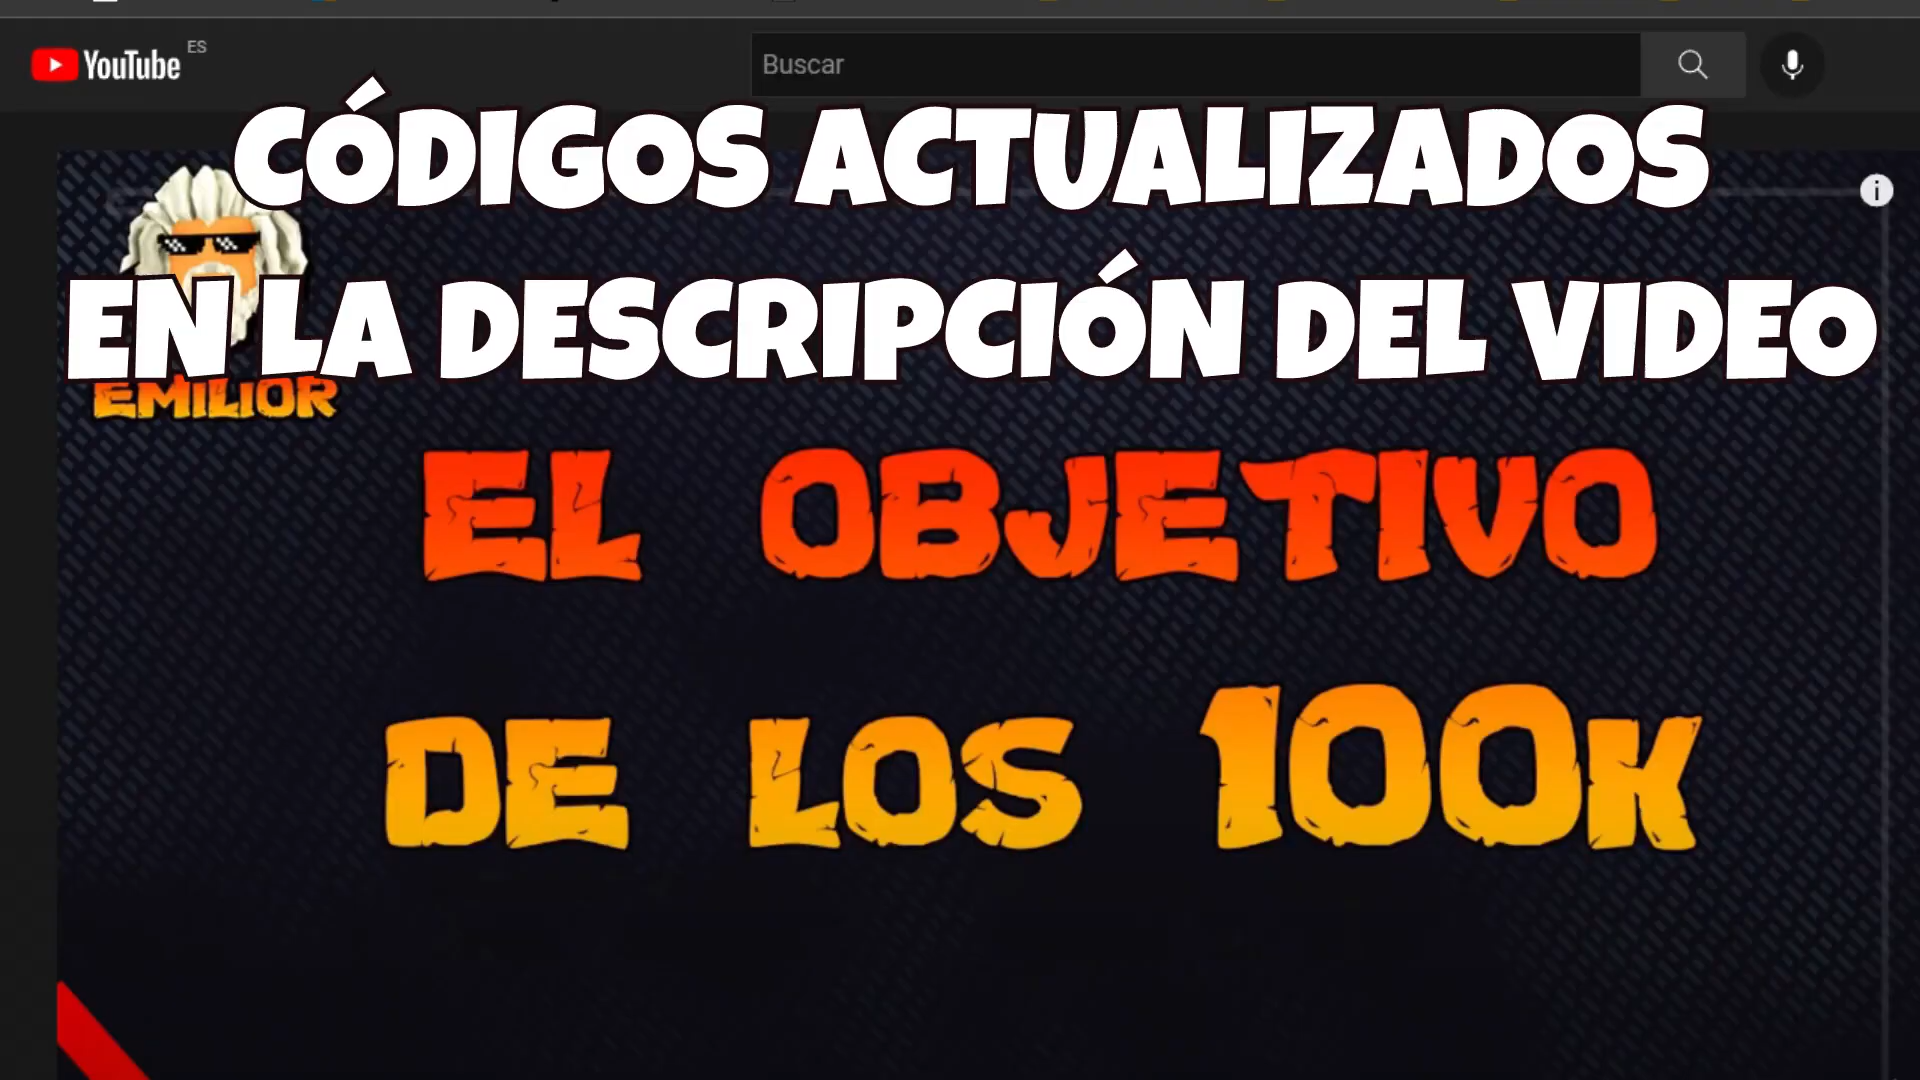 YouTube ES
Buscar
CÓDIGOS ACTUALIZADOS
EN LA DESCRIPCIÓN DEL VIDEO
EMILIOR
EL OBJETIVO
DE LOS 100K